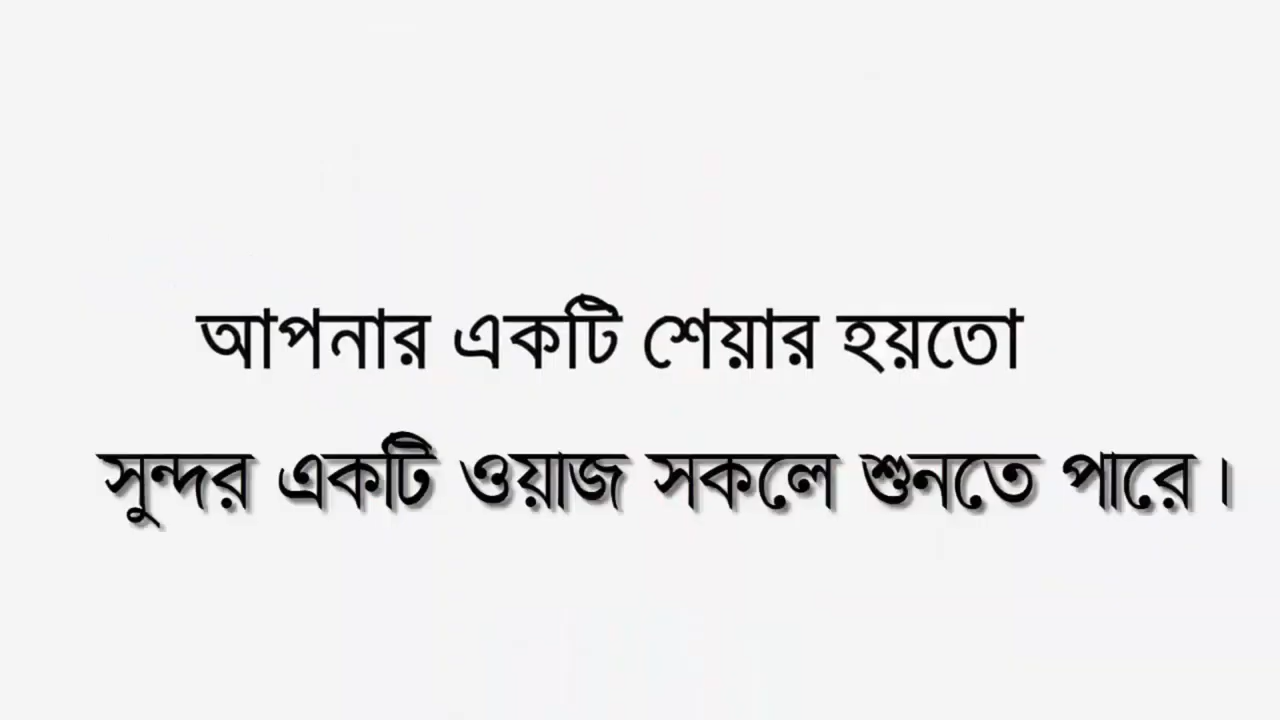 আপনার একটি শেয়ার হয়তো
সুন্দর একটি ওয়াজ সকলে শুনতে পারে।